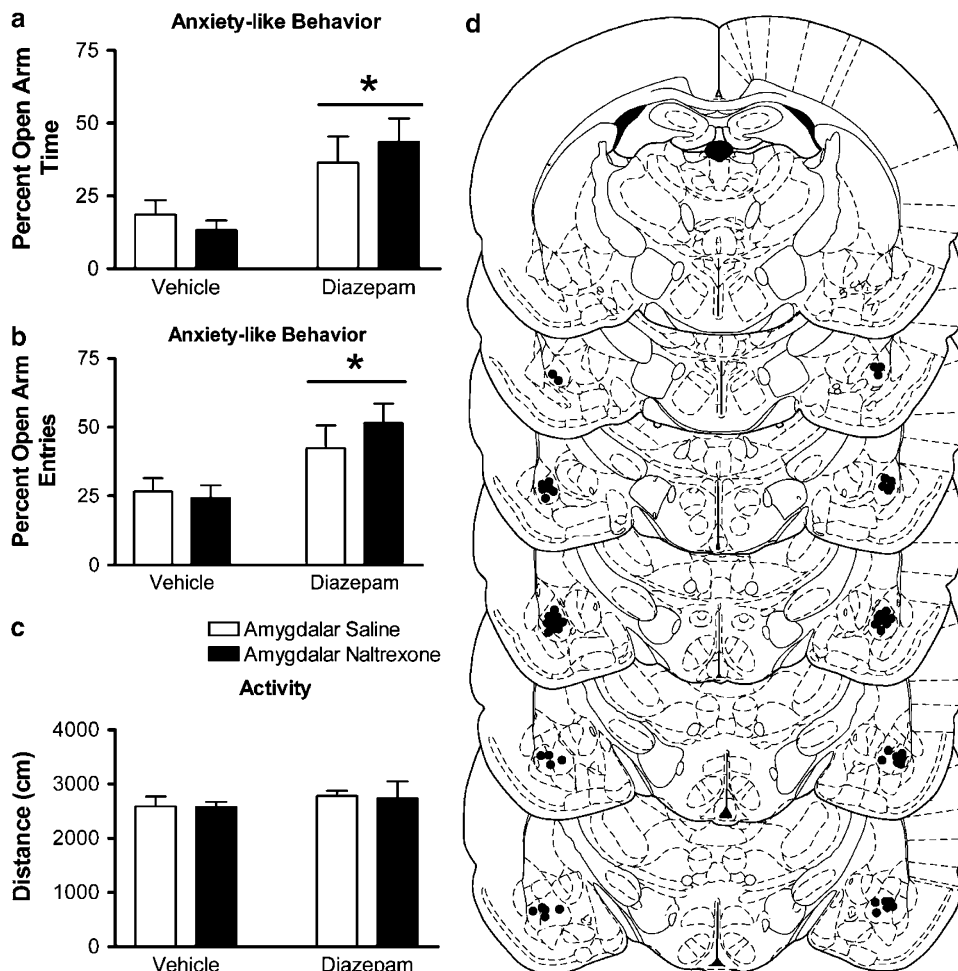 a
Anxiety-like Behavior
Percent Open Arm
Time
75
50
25
0
*
Vehicle
Diazepam
b
Anxiety-like Behavior
Percent Open Arm
Entries
75
50
25
0
*
Vehicle
Diazepam
c
Amygdalar Saline
Amygdalar Naltrexone
Activity
Distance (cm)
4000
3000
2000
1000
0
Vehicle
Diazepam
d